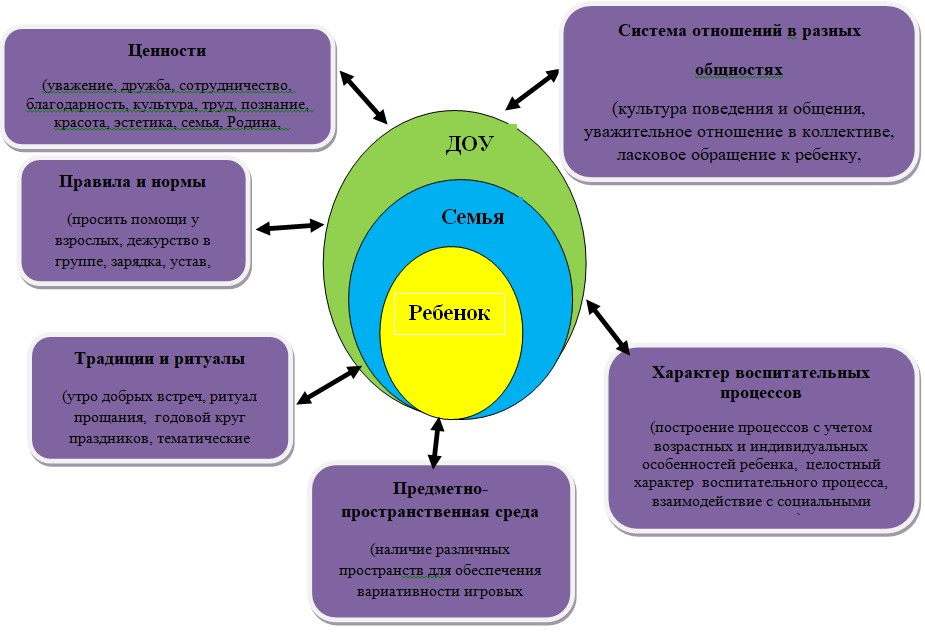 Ценности
(уважение, дружба, сотрудничество,
благодарность, культура, труд, познание,
красота, эстетика, семья, Родина,
Система отношений в разных
общностях
(культура поведения и общения,
уважительное отношение в коллективе,
ласковое обращение к ребенку,
ДОУ
Семья
Ребенок
Правила и нормы
(просить помощи у
взрослых, дежурство в
группе, зарядка, устав,
Традиции и ритуалы
(утро добрых встреч, ритуал
прощания, годовой круг
праздников, тематические
Характер воспитательных
процессов
(построение процессов с учетом
возрастных и индивидуальных
особенностей ребенка, целостный
характер воспитательного процесса,
взаимодействие с социальными
Предметно-
пространственная среда
(наличие различных
пространств для обеспечения
вариативности игровых